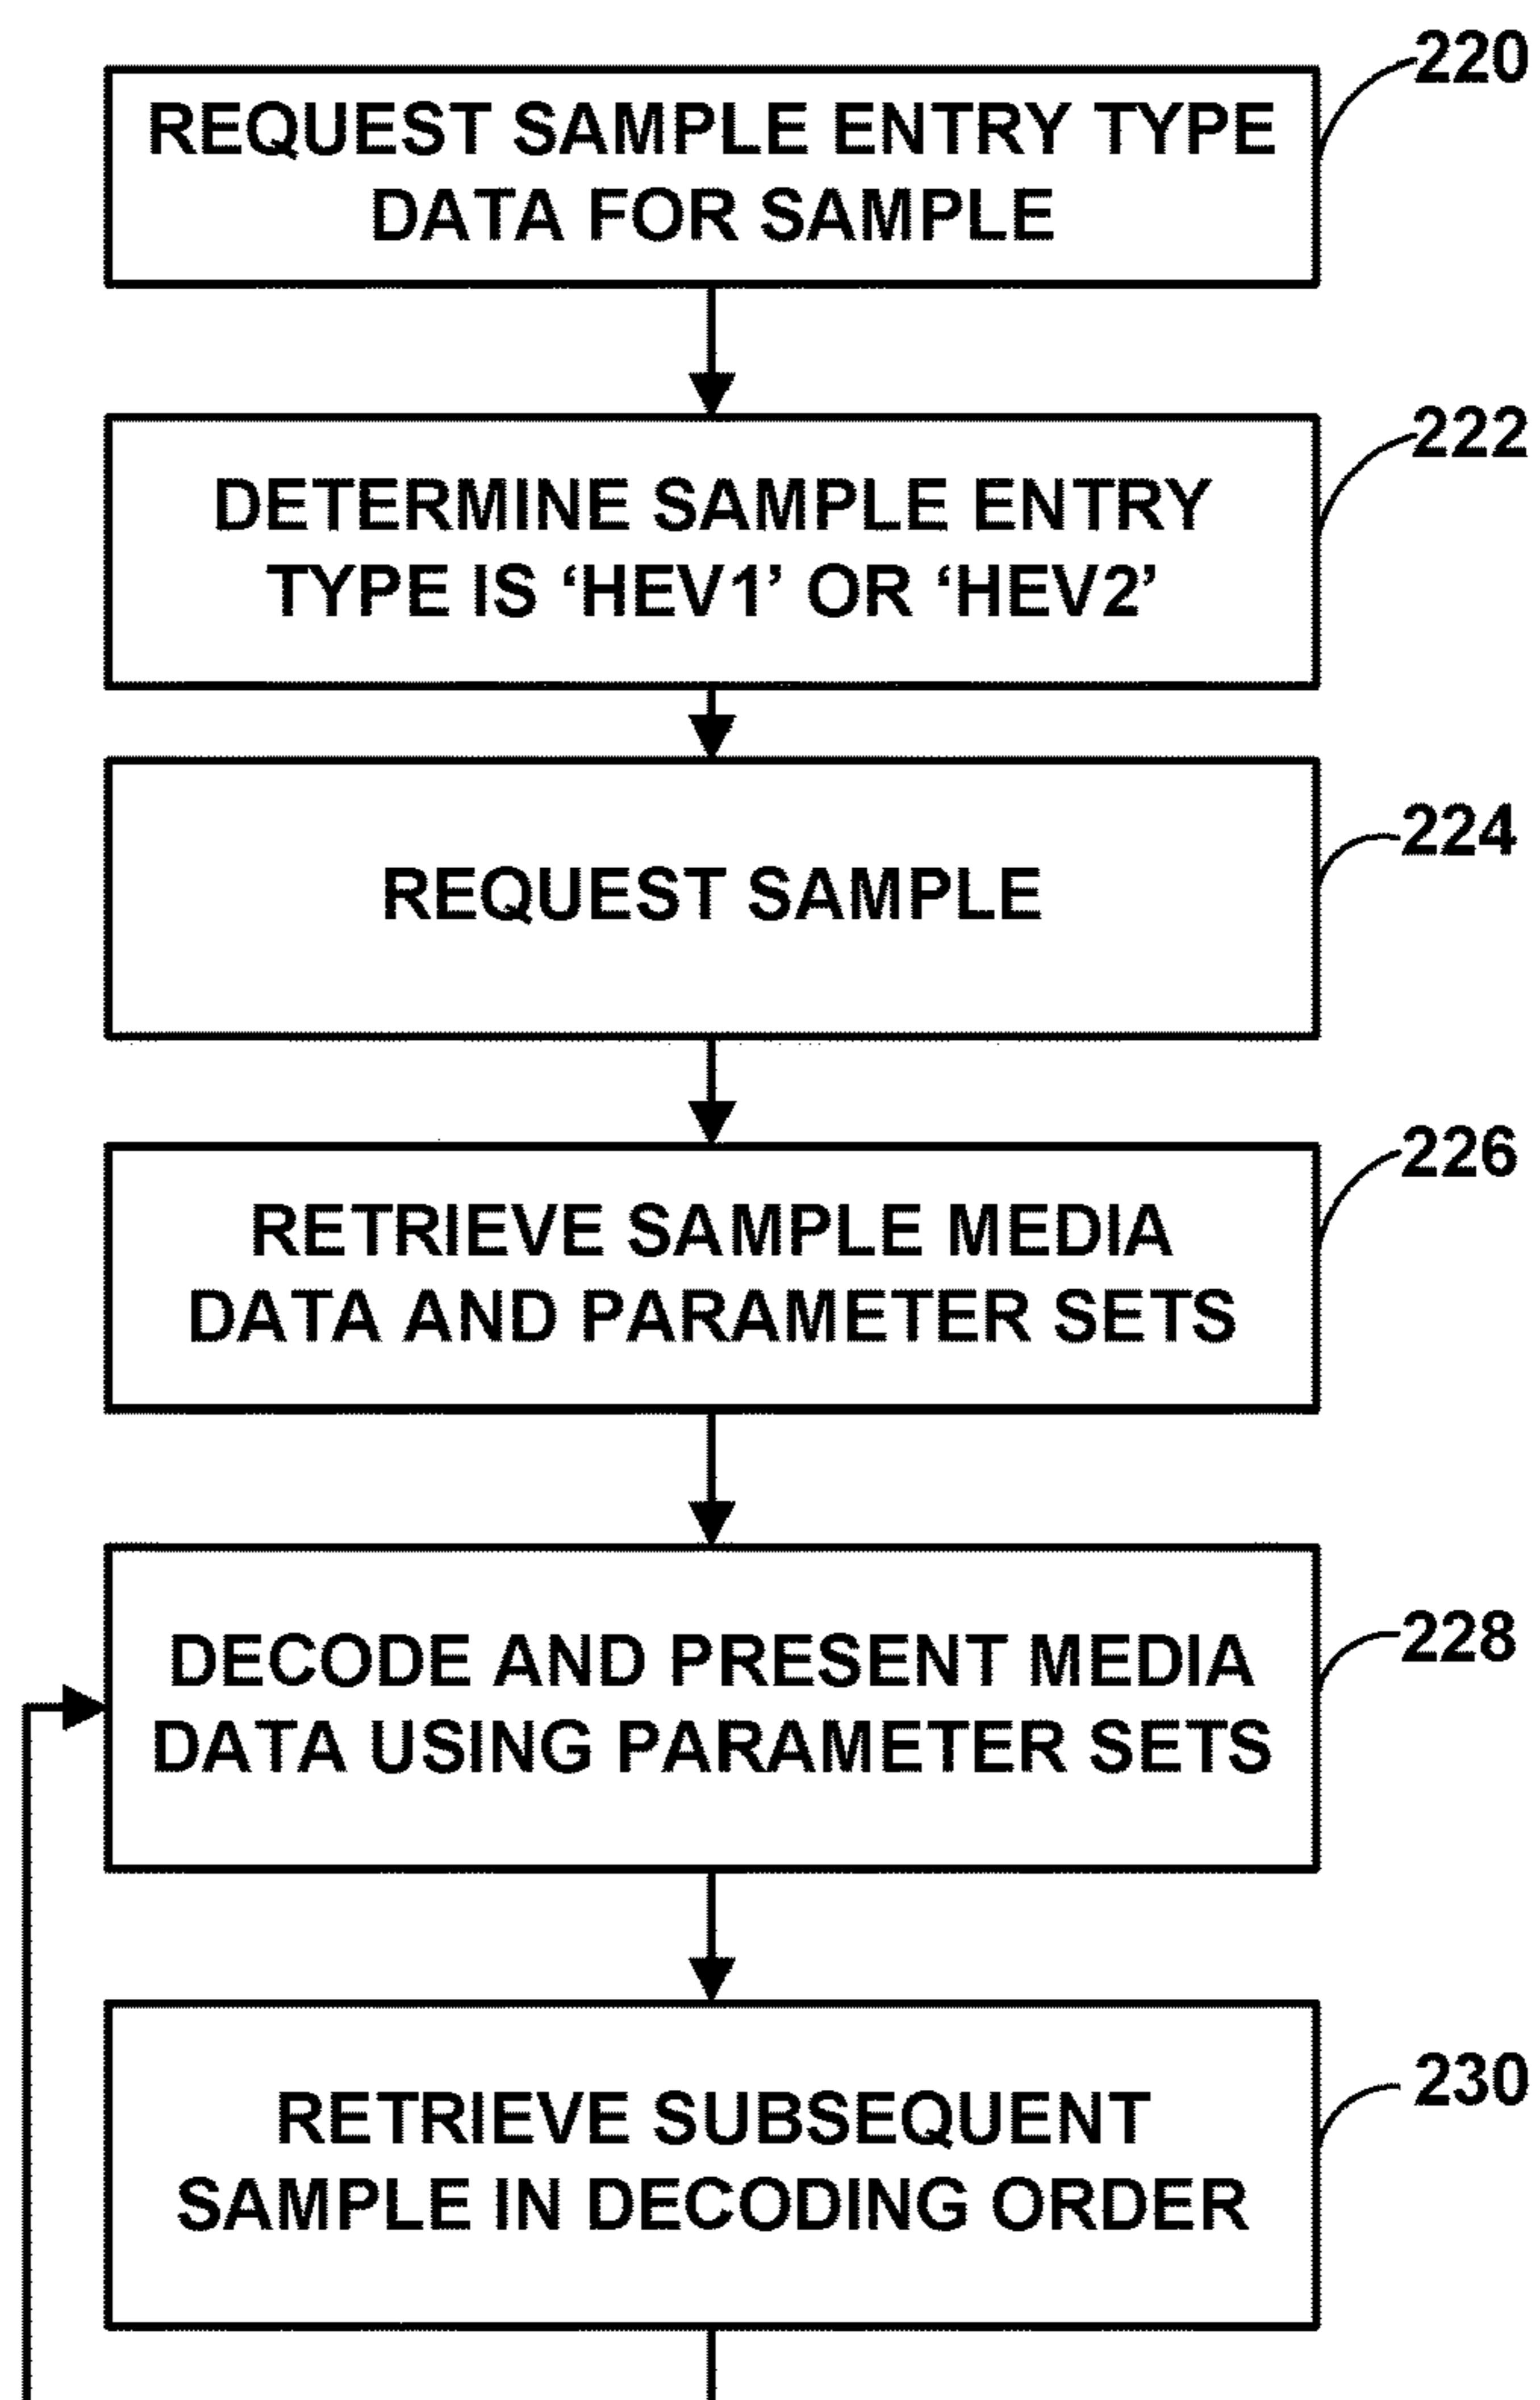 220
REQUEST SAMPLE ENTRY TYPE
DATA FOR SAMPLE
222
DETERMINE SAMPLE ENTRY
TYPE IS ‘HEV1’ OR ‘HEV2’
224
REQUEST SAMPLE
226
RETRIEVE SAMPLE MEDIA
DATA AND PARAMETER SETS
228
DECODE AND PRESENT MEDIA
DATA USING PARAMETER SETS
230
RETRIEVE SUBSEQUENT
SAMPLE IN DECODING ORDER